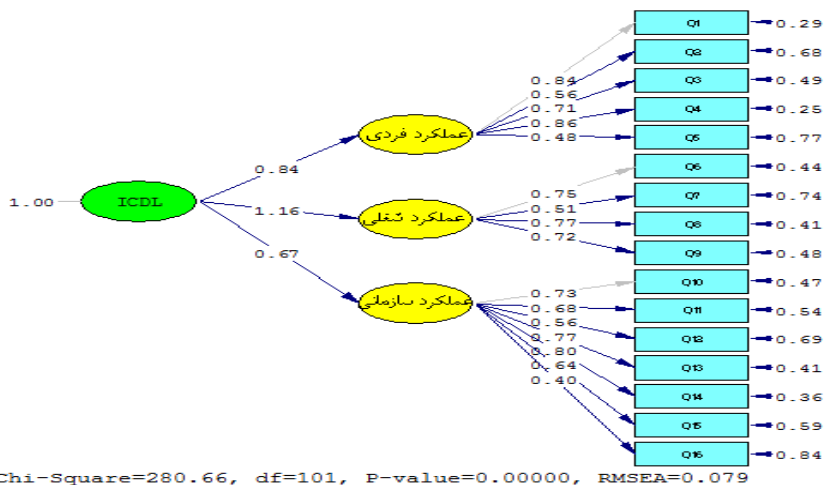 Q1 0.29
Q2 0.68
Q3 0.49
Q4 0.25
Q5 0.77
Q6 0.44
Q7 0.74
Q8 0.41
Q9 0.48
Q10 0.47
Q11 0.54
Q12 0.69
Q13 0.41
Q14 0.36
Q15 0.59
Q16 0.84
0.84
0.56
0.71
0.86
0.48
0.75
0.51
0.77
0.72
0.73
0.68
0.56
0.77
0.80
0.64
0.40
عملکرد فردی
عملکرد شغلی
عملکرد سازمانی
0.84
1.16
0.67
1.00
ICDL
Chi-Square=280.66, df=101, P-value=0.00000, RMSEA=0.079